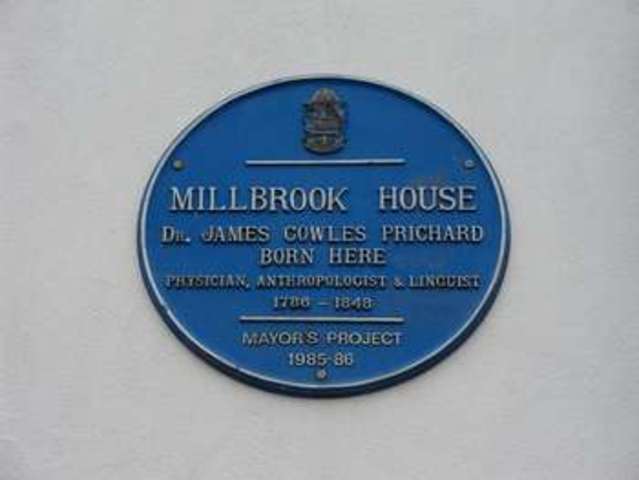 MILLBROOK HOUSE
DR. JAMES COWLES PRICHARD
BORN HERE
PHYSICIAN, ANTHROPOLOGIST & LINGUIST
1786 - 1848
MAYOR'S PROJECT
1985-86